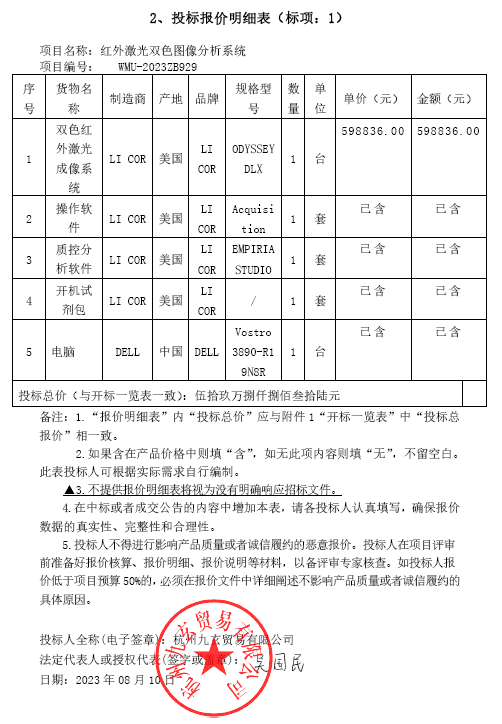 2、投标报价明细表（标项：1）
项目名称：红外激光双色图像分析系统
项目编号： WMU-2023ZB929
序号 货物名称 制造商 产地 品牌 规格型号 数量 单位 单价（元） 金额（元）
1 双色红外激光成像系统 LI COR 美国 LI COR ODYSSEY DLX 1 台 598836.00 598836.00
2 操作软件 LI COR 美国 LI COR Acquisition 1 套 已含 已含
3 质控分析软件 LI COR 美国 LI COR EMPIRIA STUDIO 1 套 已含 已含
4 开机试剂包 LI COR 美国 LI COR / 1 套 已含 已含
5 电脑 DELL 中国 DELL Vostro 3890-R19N8R 1 台 已含 已含
投标总价（与开标一览表一致）：伍拾玖万捌仟捌佰叁拾陆元
备注：1.“报价明细表”内“投标总价”应与附件1“开标一览表”中“投标总
报价”相一致。
2.如果含在产品价格中则填“含”，如无此项内容则填“无”，不留空白。
此表投标人可根据实际需求自行编制。
▲3.不提供报价明细表将视为没有明确响应招标文件。
4.在中标或者成交公告的内容中增加本表，请各投标人认真填写，确保报价
数据的真实性、完整性和合理性。
5.投标人不得进行影响产品质量或者诚信履约的恶意报价。投标人在项目评审
前准备好报价核算、报价明细、报价说明等材料，以备评审专家核查。如投标人报
价低于项目预算50%的，必须在报价文件中详细阐述不影响产品质量或者诚信履约的
具体原因。
投标人全称(电子签章)：杭州九玄贸易有限公司
法定代表人或授权代表(签字或盖章)：吴国民
日期：2023年08月10日
杭州九玄贸易有限公司